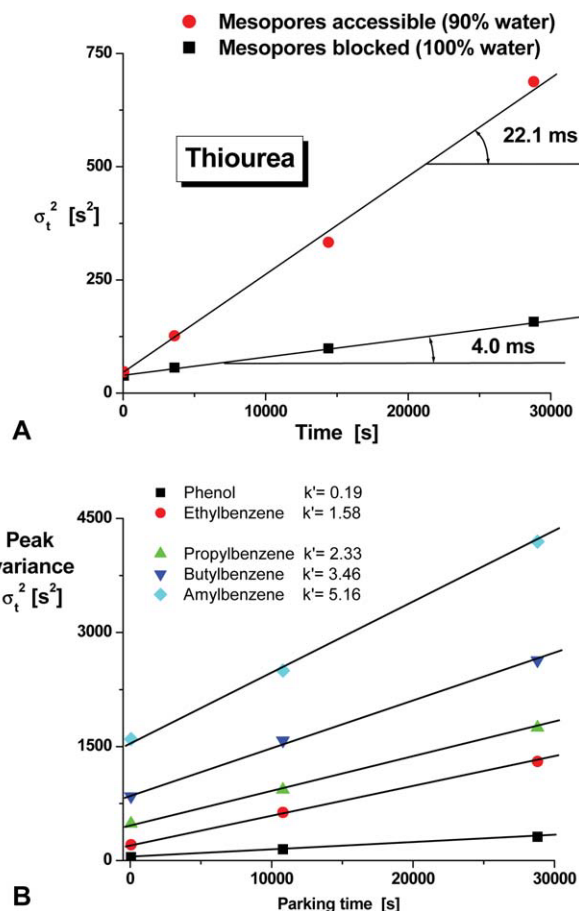 Mesopores accessible (90% water)
Mesopores blocked (100% water)
750
500
250
0
σt² [s²]
Thiourea
22.1 ms
4.0 ms
0 10000 20000 30000
Time [s]
A
Phenol k'= 0.19
Ethylbenzene k'= 1.58
Propylbenzene k'= 2.33
Butylbenzene k'= 3.46
Amylbenzene k'= 5.16
Peak
variance
σt² [s²]
4500
3000
1500
0
0 10000 20000 30000
Parking time [s]
B